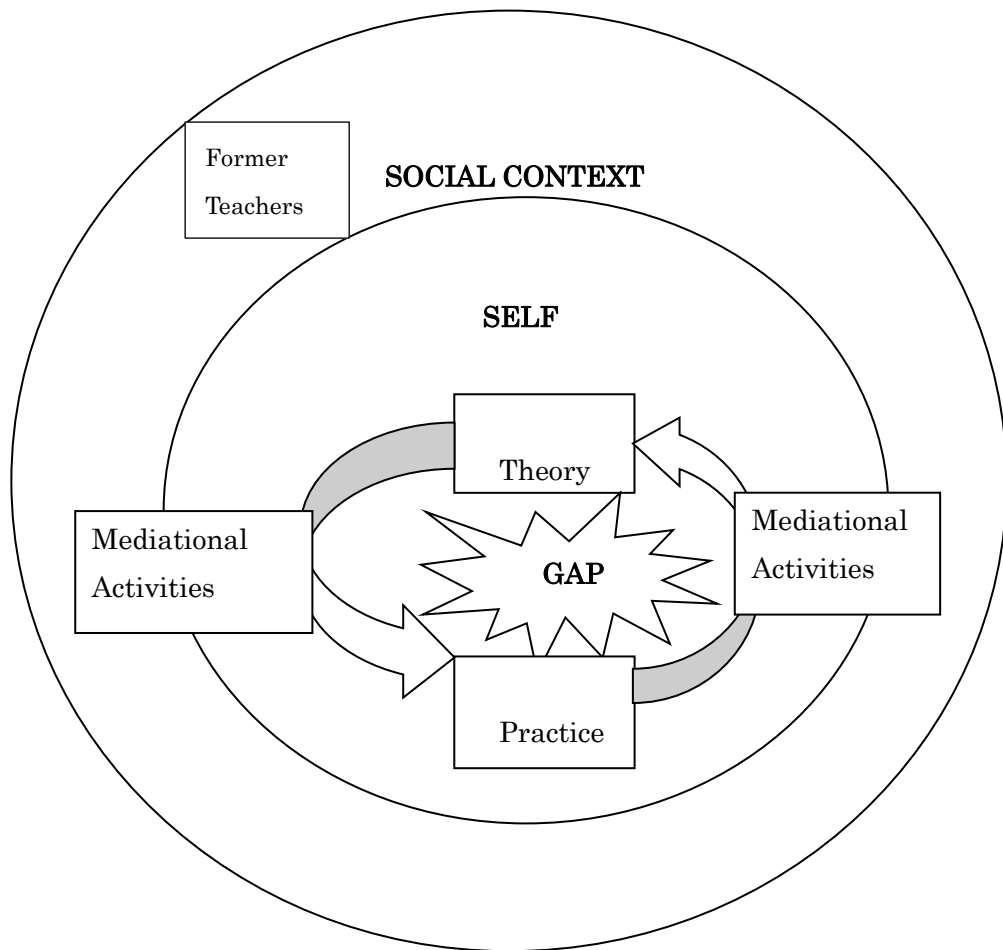 Former
Teachers
SOCIAL CONTEXT
SELF
Theory
Mediational
Activities
GAP
Mediational
Activities
Practice